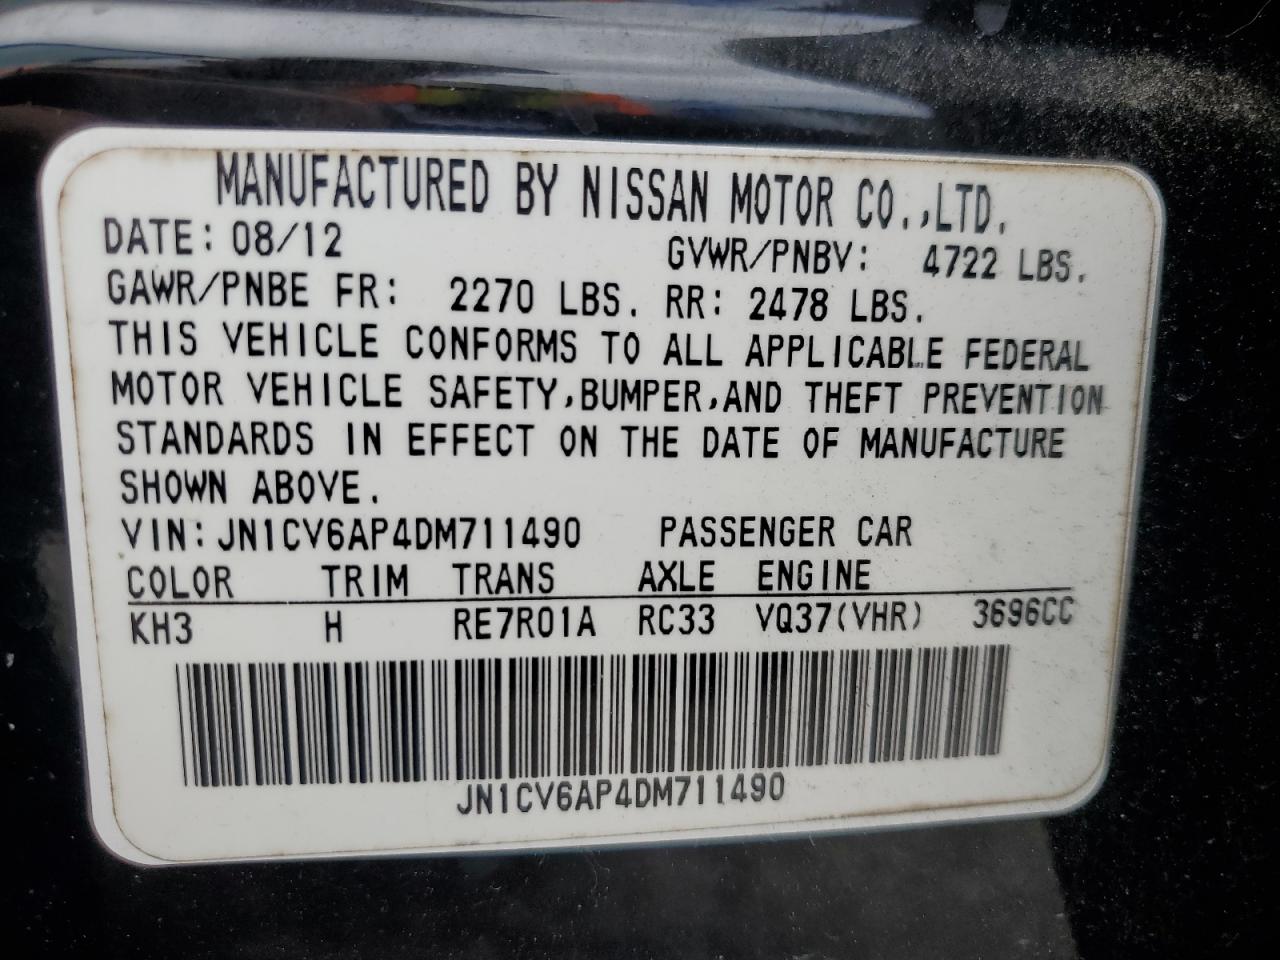 MANUFACTURED BY NISSAN MOTOR CO.,LTD.
DATE: 08/12 GVWR/PNBV: 4722 LBS.
GAWR/PNBE FR: 2270 LBS. RR: 2478 LBS.
THIS VEHICLE CONFORMS TO ALL APPLICABLE FEDERAL
MOTOR VEHICLE SAFETY,BUMPER,AND THEFT PREVENTION
STANDARDS IN EFFECT ON THE DATE OF MANUFACTURE
SHOWN ABOVE.
VIN: JN1CV6AP4DM711490 PASSENGER CAR
COLOR TRIM TRANS AXLE ENGINE
KH3 H RE7R01A RC33 VQ37(VHR) 3696CC
JN1CV6AP4DM711490